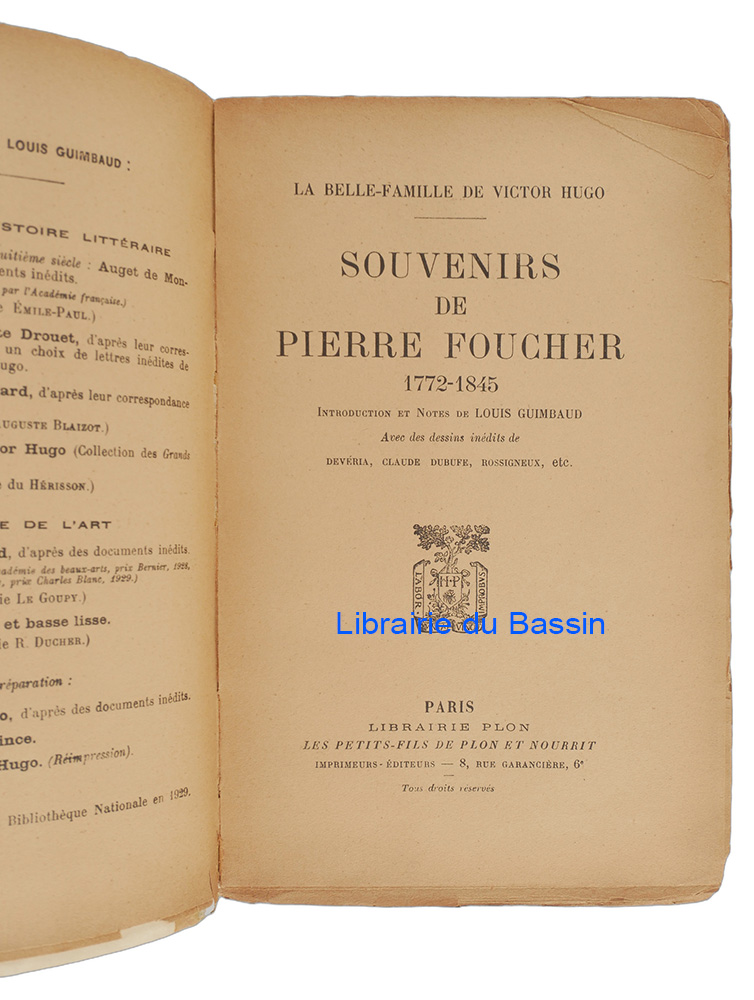 LOUIS GUIMBAUD :
STOIRE LITTÉRAIRE
uitième siècle : Auget de Mon-
ents inédits.
par l'Académie française.)
e ÉMILE-PAUL.)
te Drouet, d'après leur corres-
un choix de lettres inédites de
ugo.
ard, d'après leur correspondance
UGUSTE BLAIZOT.)
or Hugo (Collection des Grands
e du HÉRISSON.)
E DE L'ART
d, d'après des documents inédits.
adémie des beaux-arts, prix Bernier, 1928,
, prix Charles Blanc, 1929.)
ie LE GOUPY.)
et basse lisse.
ie R. DUCHER.)
réparation :
o, d'après des documents inédits.
ince.
Hugo. (Réimpression).
Bibliothèque Nationale en 1929.
LA BELLE-FAMILLE DE VICTOR HUGO
SOUVENIRS
DE
PIERRE FOUCHER
1772-1845
INTRODUCTION ET NOTES DE LOUIS GUIMBAUD
Avec des dessins inédits de
DEVÉRIA, CLAUDE DUBUFE, ROSSIGNEUX, etc.
LABOR
H·P
IMPROBVS
Librairie du Bassin
PARIS
LIBRAIRIE PLON
LES PETITS-FILS DE PLON ET NOURRIT
IMPRIMEURS-ÉDITEURS — 8, RUE GARANCIÈRE, 6e
Tous droits réservés